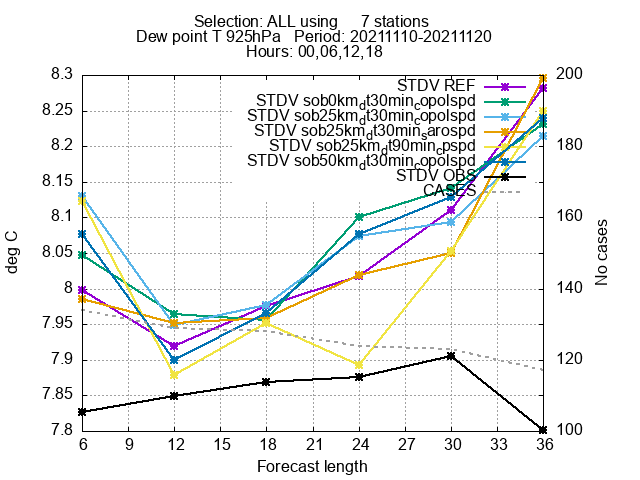 Selection: ALL using 7 stations
Dew point T 925hPa Period: 20211110-20211120
Hours: 00,06,12,18
8.3
8.25
8.2
8.15
8.1
8.05
8
7.95
7.9
7.85
7.8
deg C
STDV REF
STDV sob0km_dt30min_copolspd
STDV sob25km_dt30min_copolspd
STDV sob25km_dt30min_sarospd
STDV sob25km_dt90min_cpspd
STDV sob50km_dt30min_copolspd
STDV OBS
CASES
200
180
160
140
120
100
No cases
6 9 12 15 18 21 24 27 30 33 36
Forecast length